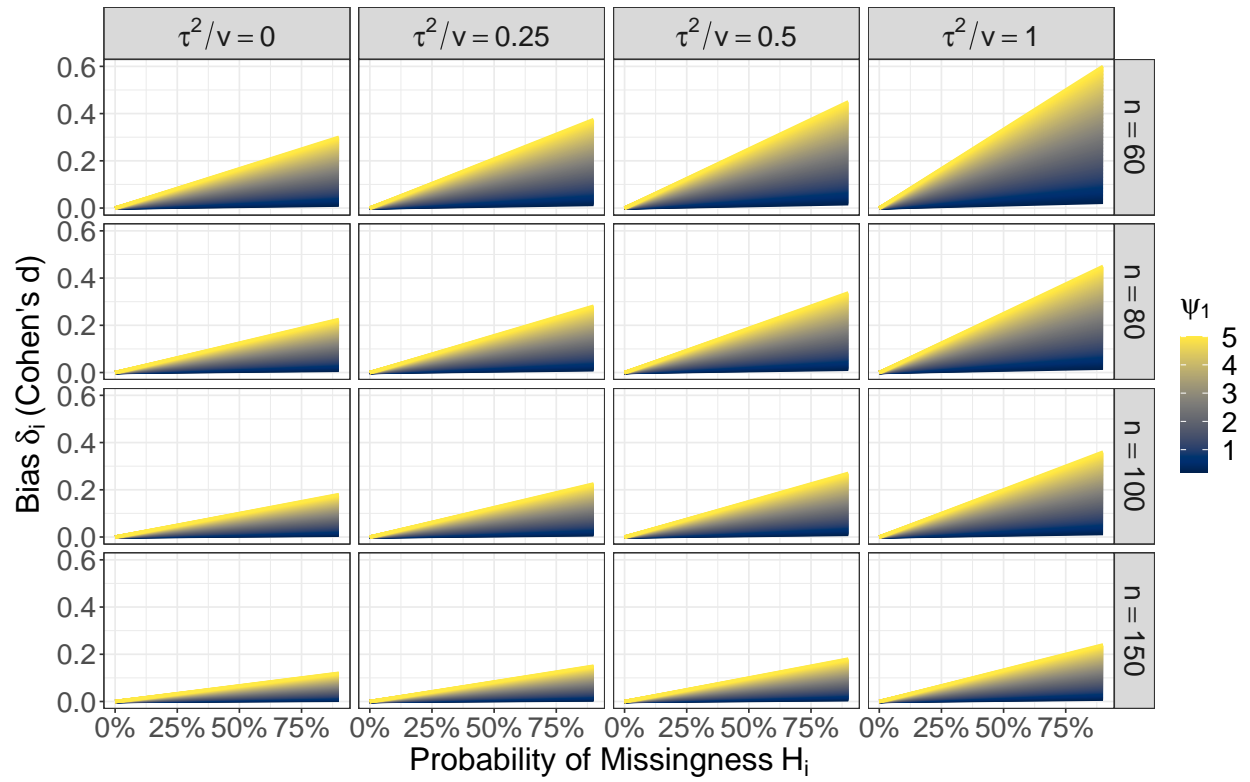 τ²/v = 0
τ²/v = 0.25
τ²/v = 0.5
τ²/v = 1
0.6
0.4
0.2
0.0
n = 60
0.6
0.4
0.2
0.0
n = 80
0.6
0.4
0.2
0.0
n = 100
0.6
0.4
0.2
0.0
n = 150
0% 25% 50% 75%
0% 25% 50% 75%
0% 25% 50% 75%
0% 25% 50% 75%
Bias δᵢ (Cohen's d)
Probability of Missingness Hᵢ
ψ₁
5
4
3
2
1